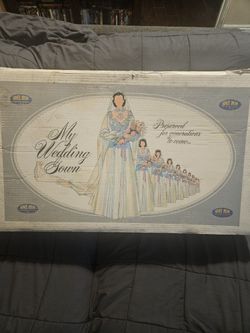 My
Wedding
Gown
Preserved
for generations
to come...